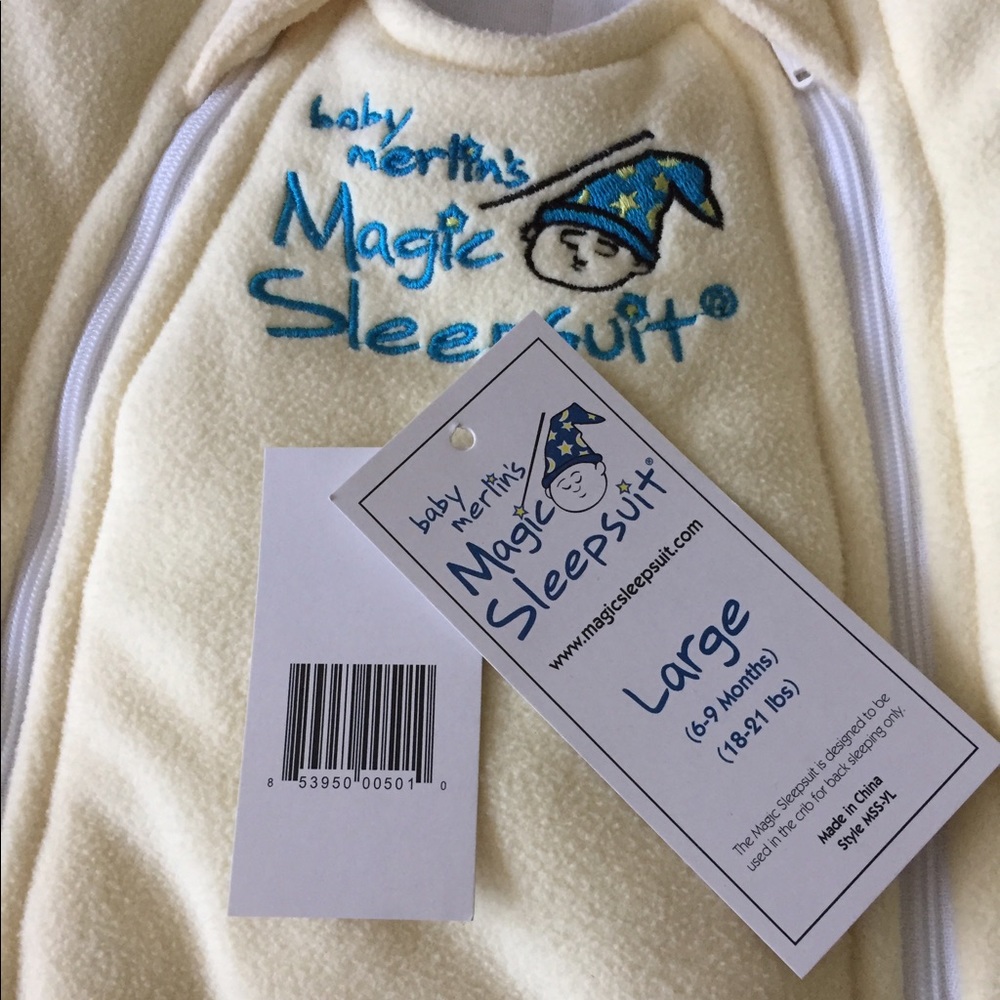 baby
merlin's
Magic
Sleepsuit®
baby
merlin's
Magic
Sleepsuit®
www.magicsleepsuit.com
Large
(6-9 Months)
(18-21 lbs)
The Magic Sleepsuit is designed to be
used in the crib for back sleeping only.
Made in China
Style MSS-YL
8 53950 00501 0